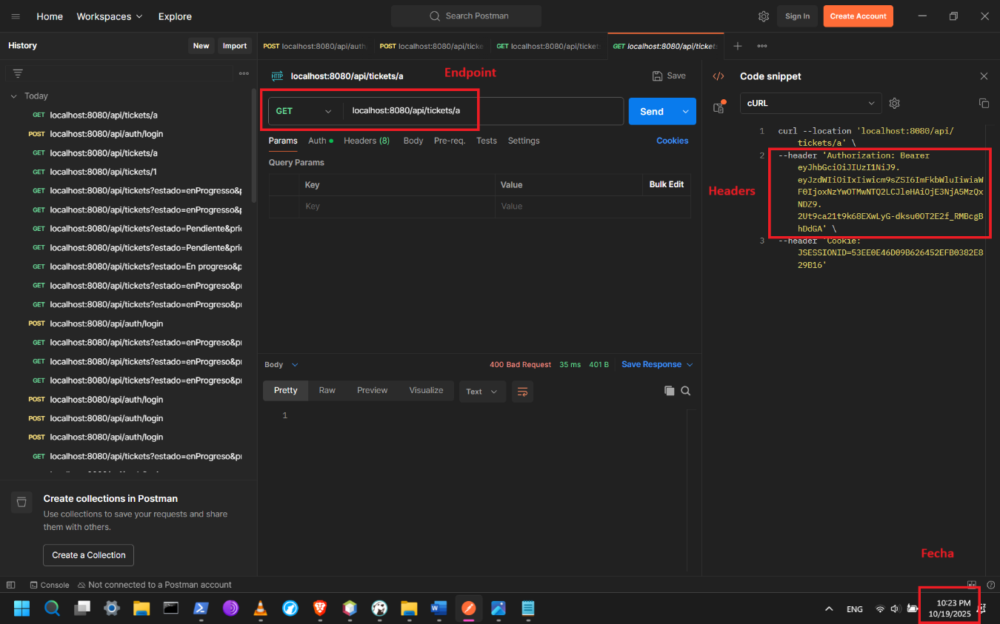 Home Workspaces Explore Search Postman Sign In Create Account
History New Import
POST localhost:8080/api/auth POST localhost:8080/api/ticke GET localhost:8080/api/ticket GET localhost:8080/api/ticket
Today
GET localhost:8080/api/tickets/a
POST localhost:8080/api/auth/login
GET localhost:8080/api/tickets/a
GET localhost:8080/api/tickets/1
GET localhost:8080/api/tickets?estado=enProgresso&p
GET localhost:8080/api/tickets?estado=enProgresso&p
GET localhost:8080/api/tickets?estado=Pendiente&pric
GET localhost:8080/api/tickets?estado=Pendiente&pric
GET localhost:8080/api/tickets?estado=En progreso&p
GET localhost:8080/api/tickets?estado=enProgreso&pr
GET localhost:8080/api/tickets?estado=enProgreso&pr
POST localhost:8080/api/auth/login
GET localhost:8080/api/tickets?estado=enProgreso&pr
GET localhost:8080/api/tickets?estado=enProgreso&pr
GET localhost:8080/api/tickets?estado=enProgreso&pr
POST localhost:8080/api/auth/login
POST localhost:8080/api/auth/login
POST localhost:8080/api/auth/login
GET localhost:8080/api/tickets?estado=enProgreso&pr
Create collections in Postman
Use collections to save your requests and share
them with others.
Create a Collection
HTTP localhost:8080/api/tickets/a Endpoint Save
GET localhost:8080/api/tickets/a Send
Params Auth Headers (8) Body Pre-req. Tests Settings Cookies
Query Params
Key Value Bulk Edit
Key Value
Body 400 Bad Request 35 ms 401 B Save Response
Pretty Raw Preview Visualize Text
1
Code snippet
cURL
1 curl --location 'localhost:8080/api/
tickets/a' \
2 --header 'Authorization: Bearer
eyJhbGciOiJIUzI1NiJ9.
eyJzdWIiOiIxIiwicm9sZSI6ImFkbWluIiwiaW
F0IjoxNzYwOTMwNTQ2LCJleHAiOjE3NjA5MzQx
NDZ9.
2Ut9ca21t9k68EXwLyG-dksu0OT2E2f_RMBcgB
hDdGA' \
Headers
3 --header 'Cookie:
JSESSIONID=53EE0E46D09B626452EFB0382E8
29B16'
Fecha
Console Not connected to a Postman account
ENG 10:23 PM
10/19/2025